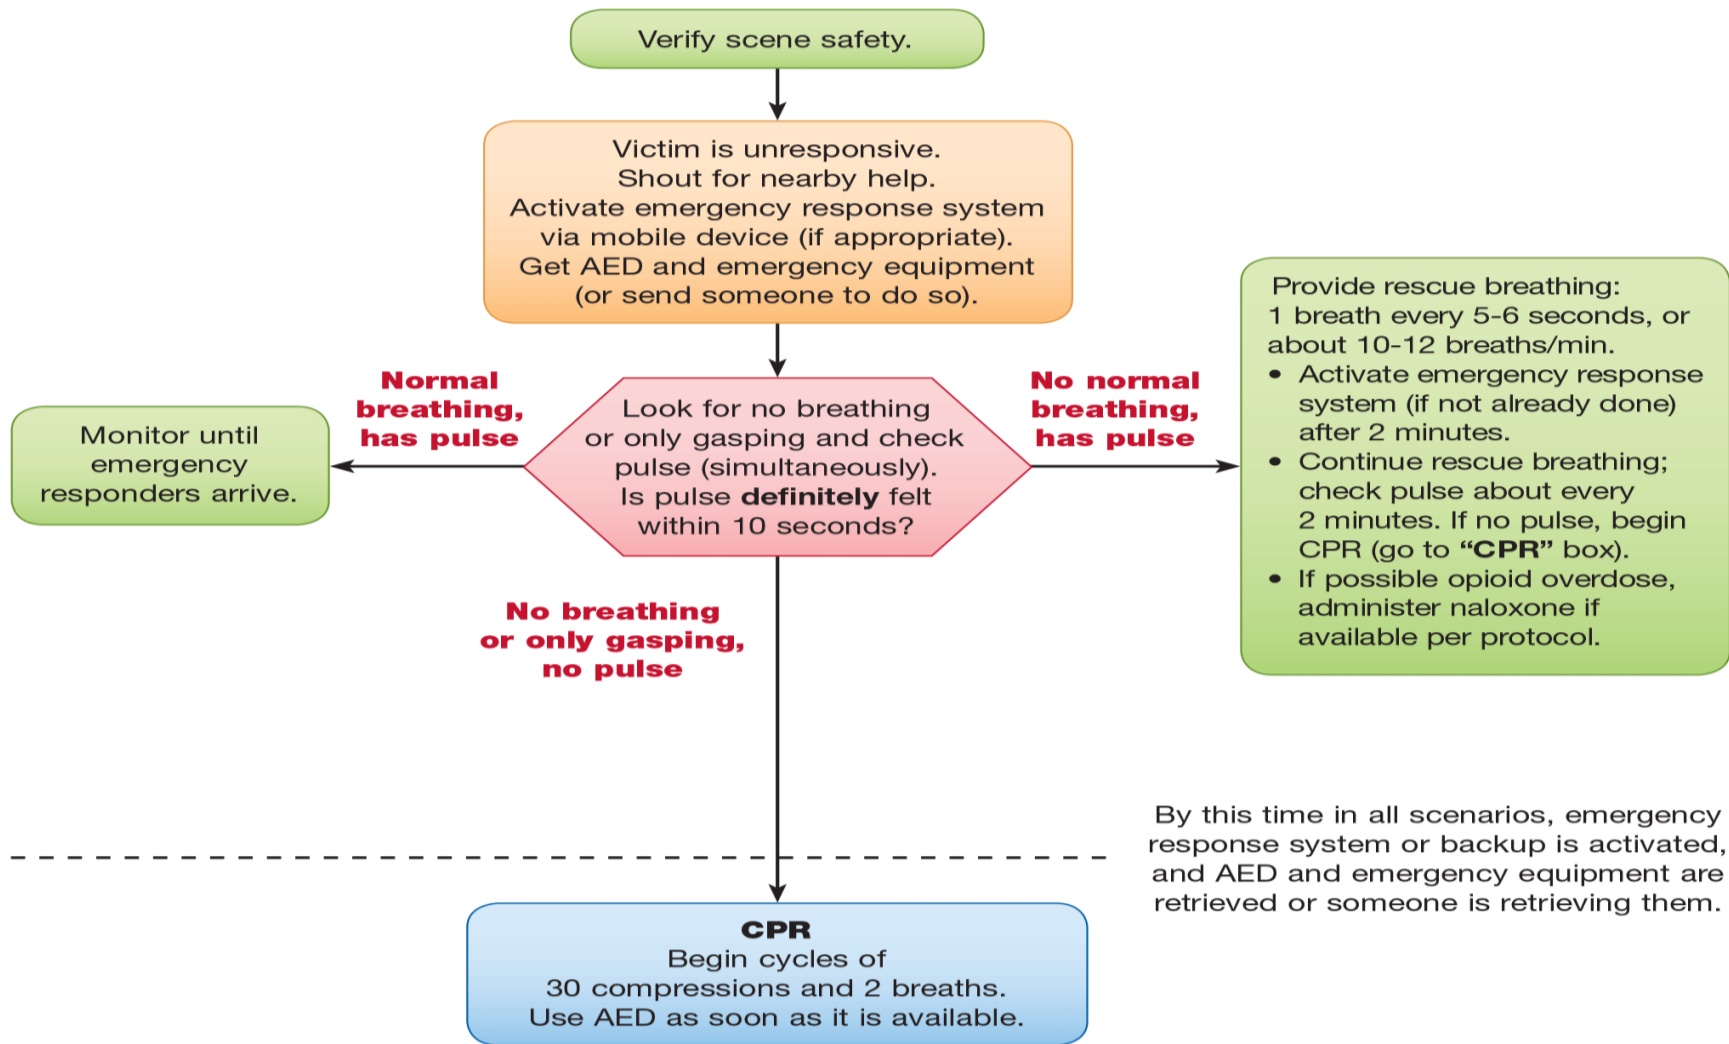 Verify scene safety.
Victim is unresponsive.
Shout for nearby help.
Activate emergency response system
via mobile device (if appropriate).
Get AED and emergency equipment
(or send someone to do so).
Normal
breathing,
has pulse
Monitor until
emergency
responders arrive.
Look for no breathing
or only gasping and check
pulse (simultaneously).
Is pulse definitely felt
within 10 seconds?
No normal
breathing,
has pulse
Provide rescue breathing:
1 breath every 5-6 seconds, or
about 10-12 breaths/min.
• Activate emergency response
system (if not already done)
after 2 minutes.
• Continue rescue breathing;
check pulse about every
2 minutes. If no pulse, begin
CPR (go to “CPR” box).
• If possible opioid overdose,
administer naloxone if
available per protocol.
No breathing
or only gasping,
no pulse
By this time in all scenarios, emergency
response system or backup is activated,
and AED and emergency equipment are
retrieved or someone is retrieving them.
CPR
Begin cycles of
30 compressions and 2 breaths.
Use AED as soon as it is available.